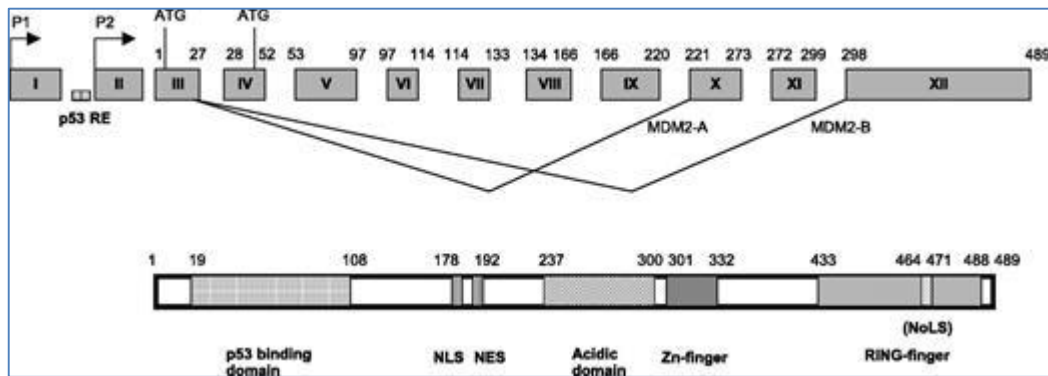 P1 P2 ATG ATG
1 27 28 52 53 97 97 114 114 133 134 166 166 220 221 273 272 299 298 489
I II III IV V VI VII VIII IX X XI XII
p53 RE
MDM2-A MDM2-B
1 19 108 178 192 237 300 301 332 433 464 471 488 489
(NoLS)
p53 binding domain NLS NES Acidic domain Zn-finger RING-finger